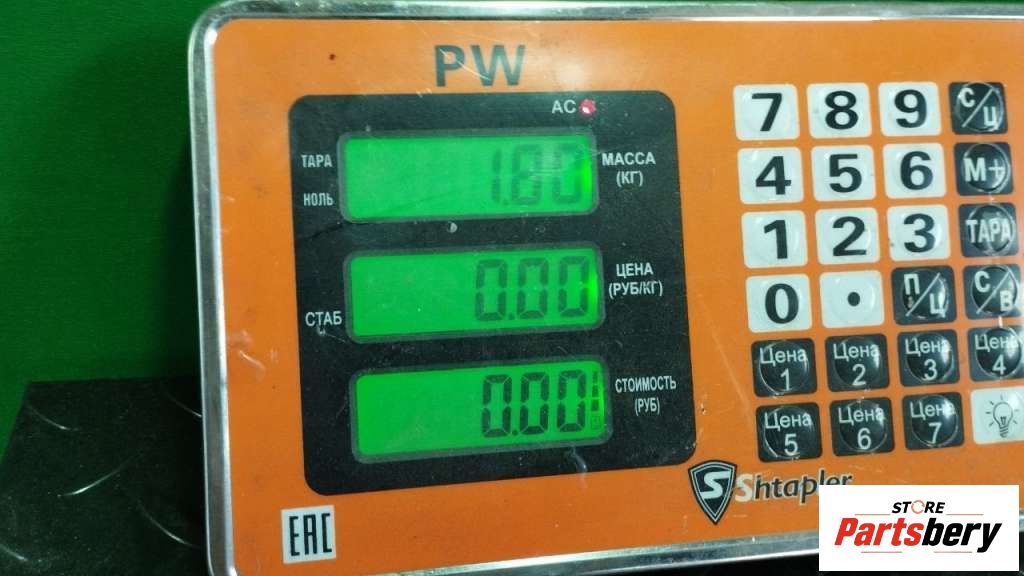 PW
AC
ТАРА
НОЛЬ
1.80
МАССА
(КГ)
СТАБ
0.00
ЦЕНА
(РУБ/КГ)
0.00
СТОИМОСТЬ
(РУБ)
7 8 9 С/Ц
4 5 6 М+
1 2 3 ТАРА
0 . П/Ц С/В
Цена 1 Цена 2 Цена 3 Цена 4
Цена 5 Цена 6 Цена 7
S Shtapler
EAC
STORE
Partsbery